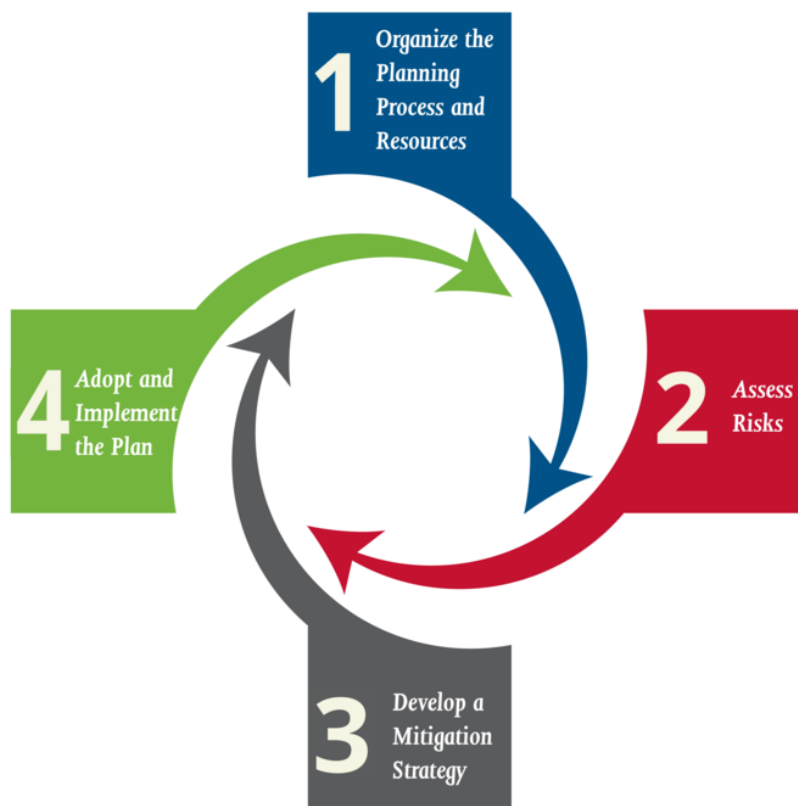 1
Organize the
Planning
Process and
Resources
2
Assess
Risks
3
Develop a
Mitigation
Strategy
4
Adopt and
Implement
the Plan